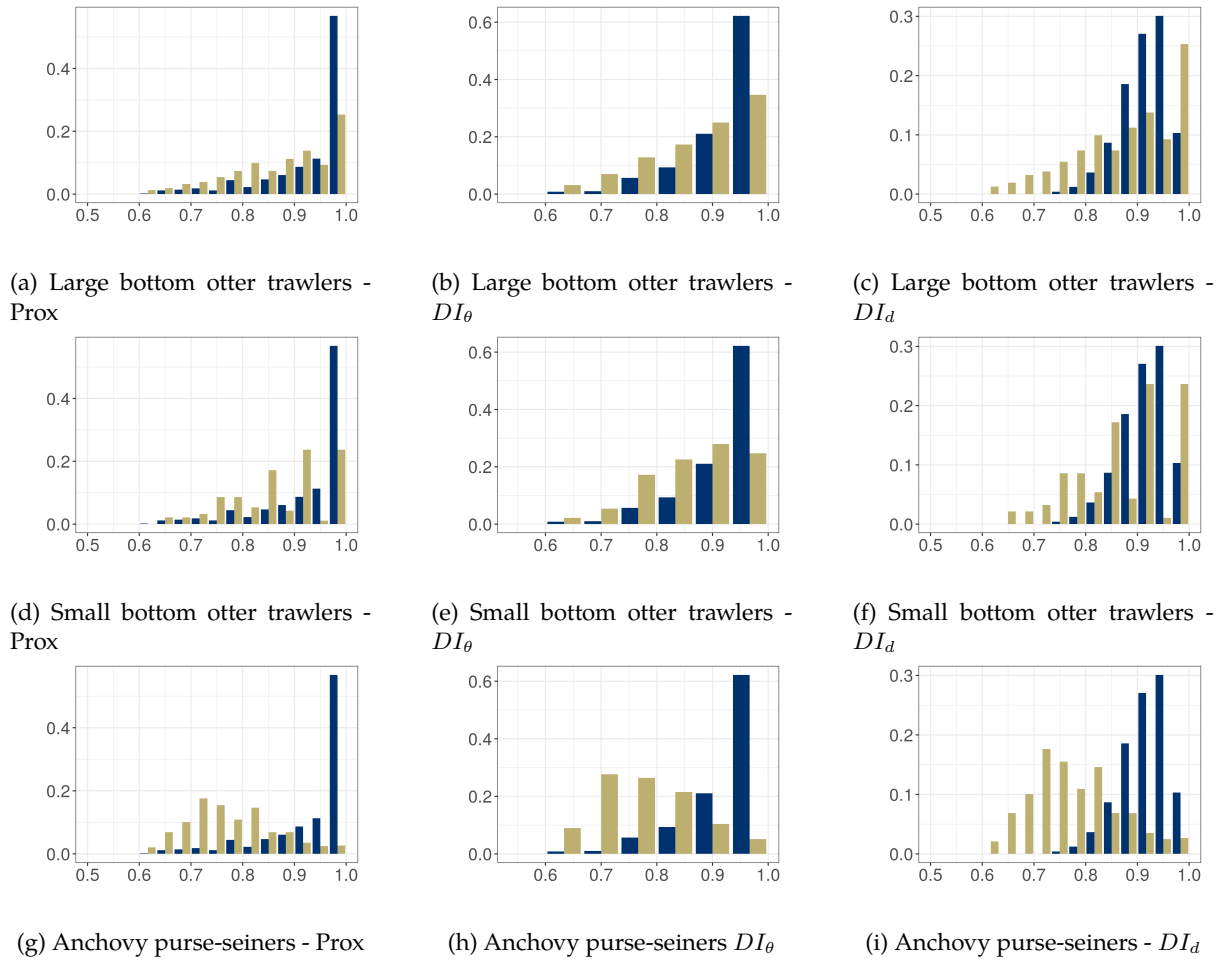 0.4
0.2
0.0
0.5 0.6 0.7 0.8 0.9 1.0
0.6
0.4
0.2
0.0
0.6 0.7 0.8 0.9 1.0
0.3
0.2
0.1
0.0
0.5 0.6 0.7 0.8 0.9 1.0
(a) Large bottom otter trawlers -
Prox
(b) Large bottom otter trawlers -
DIθ
(c) Large bottom otter trawlers -
DId
0.4
0.2
0.0
0.5 0.6 0.7 0.8 0.9 1.0
0.6
0.4
0.2
0.0
0.6 0.7 0.8 0.9 1.0
0.3
0.2
0.1
0.0
0.5 0.6 0.7 0.8 0.9 1.0
(d) Small bottom otter trawlers -
Prox
(e) Small bottom otter trawlers -
DIθ
(f) Small bottom otter trawlers -
DId
0.4
0.2
0.0
0.5 0.6 0.7 0.8 0.9 1.0
0.6
0.4
0.2
0.0
0.6 0.7 0.8 0.9 1.0
0.3
0.2
0.1
0.0
0.5 0.6 0.7 0.8 0.9 1.0
(g) Anchovy purse-seiners - Prox
(h) Anchovy purse-seiners DIθ
(i) Anchovy purse-seiners - DId